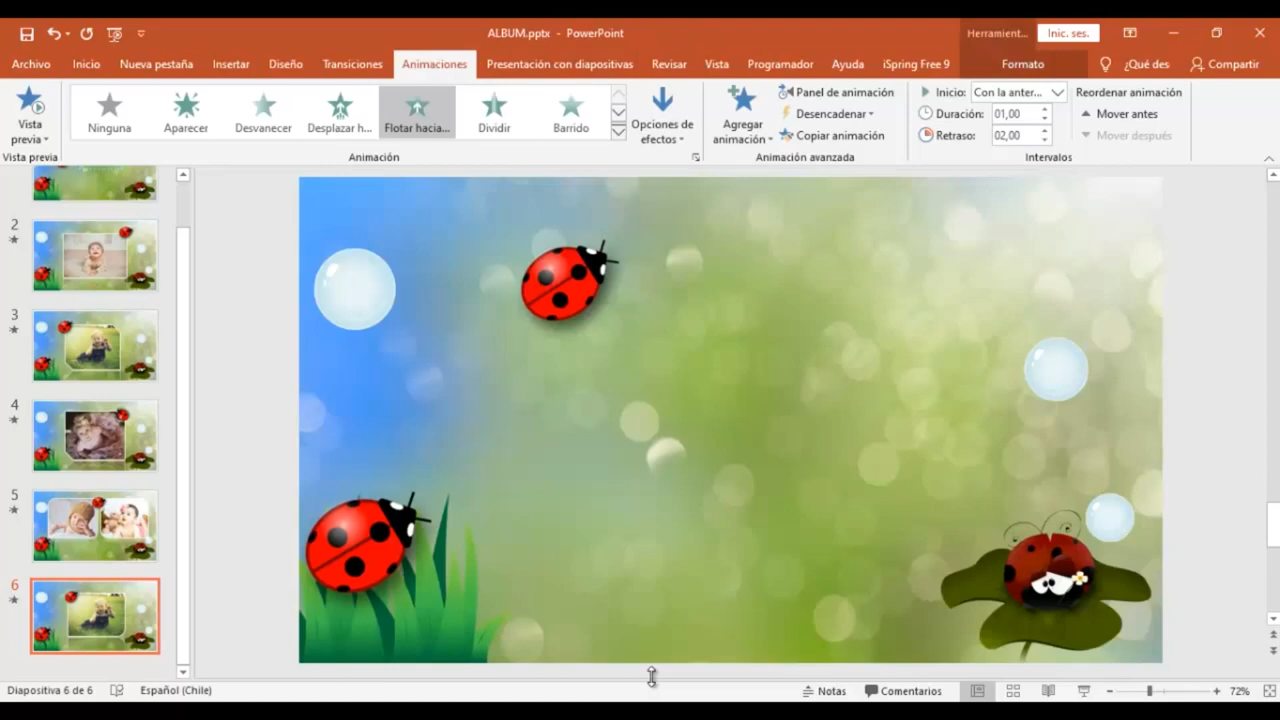 ALBUM.pptx - PowerPoint
Herramient...
Inic. ses.
Archivo Inicio Nueva pestaña Insertar Diseño Transiciones Animaciones Presentación con diapositivas Revisar Vista Programador Ayuda iSpring Free 9 Formato ¿Qué des Compartir
Vista previa
Vista previa
Ninguna Aparecer Desvanecer Desplazar h... Flotar hacia... Dividir Barrido
Animación
Opciones de efectos
Agregar animación
Panel de animación
Desencadenar
Copiar animación
Animación avanzada
Inicio: Con la anter...
Duración: 01,00
Retraso: 02,00
Intervalos
Reordenar animación
Mover antes
Mover después
2
3
4
5
6
Diapositiva 6 de 6 Español (Chile) Notas Comentarios 72%